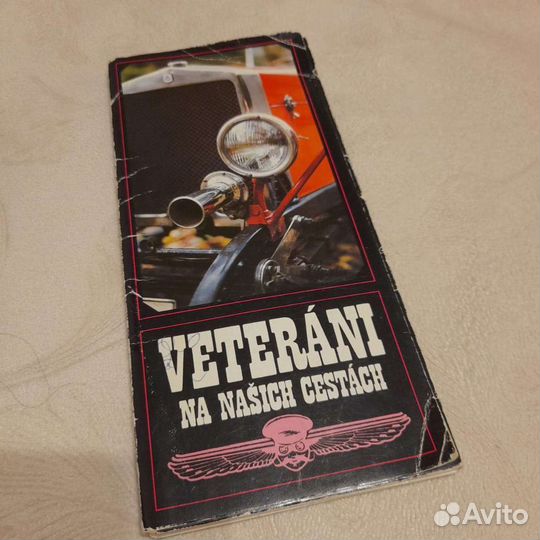 VETERÁNI
NA NAŠICH CESTÁCH
Avito